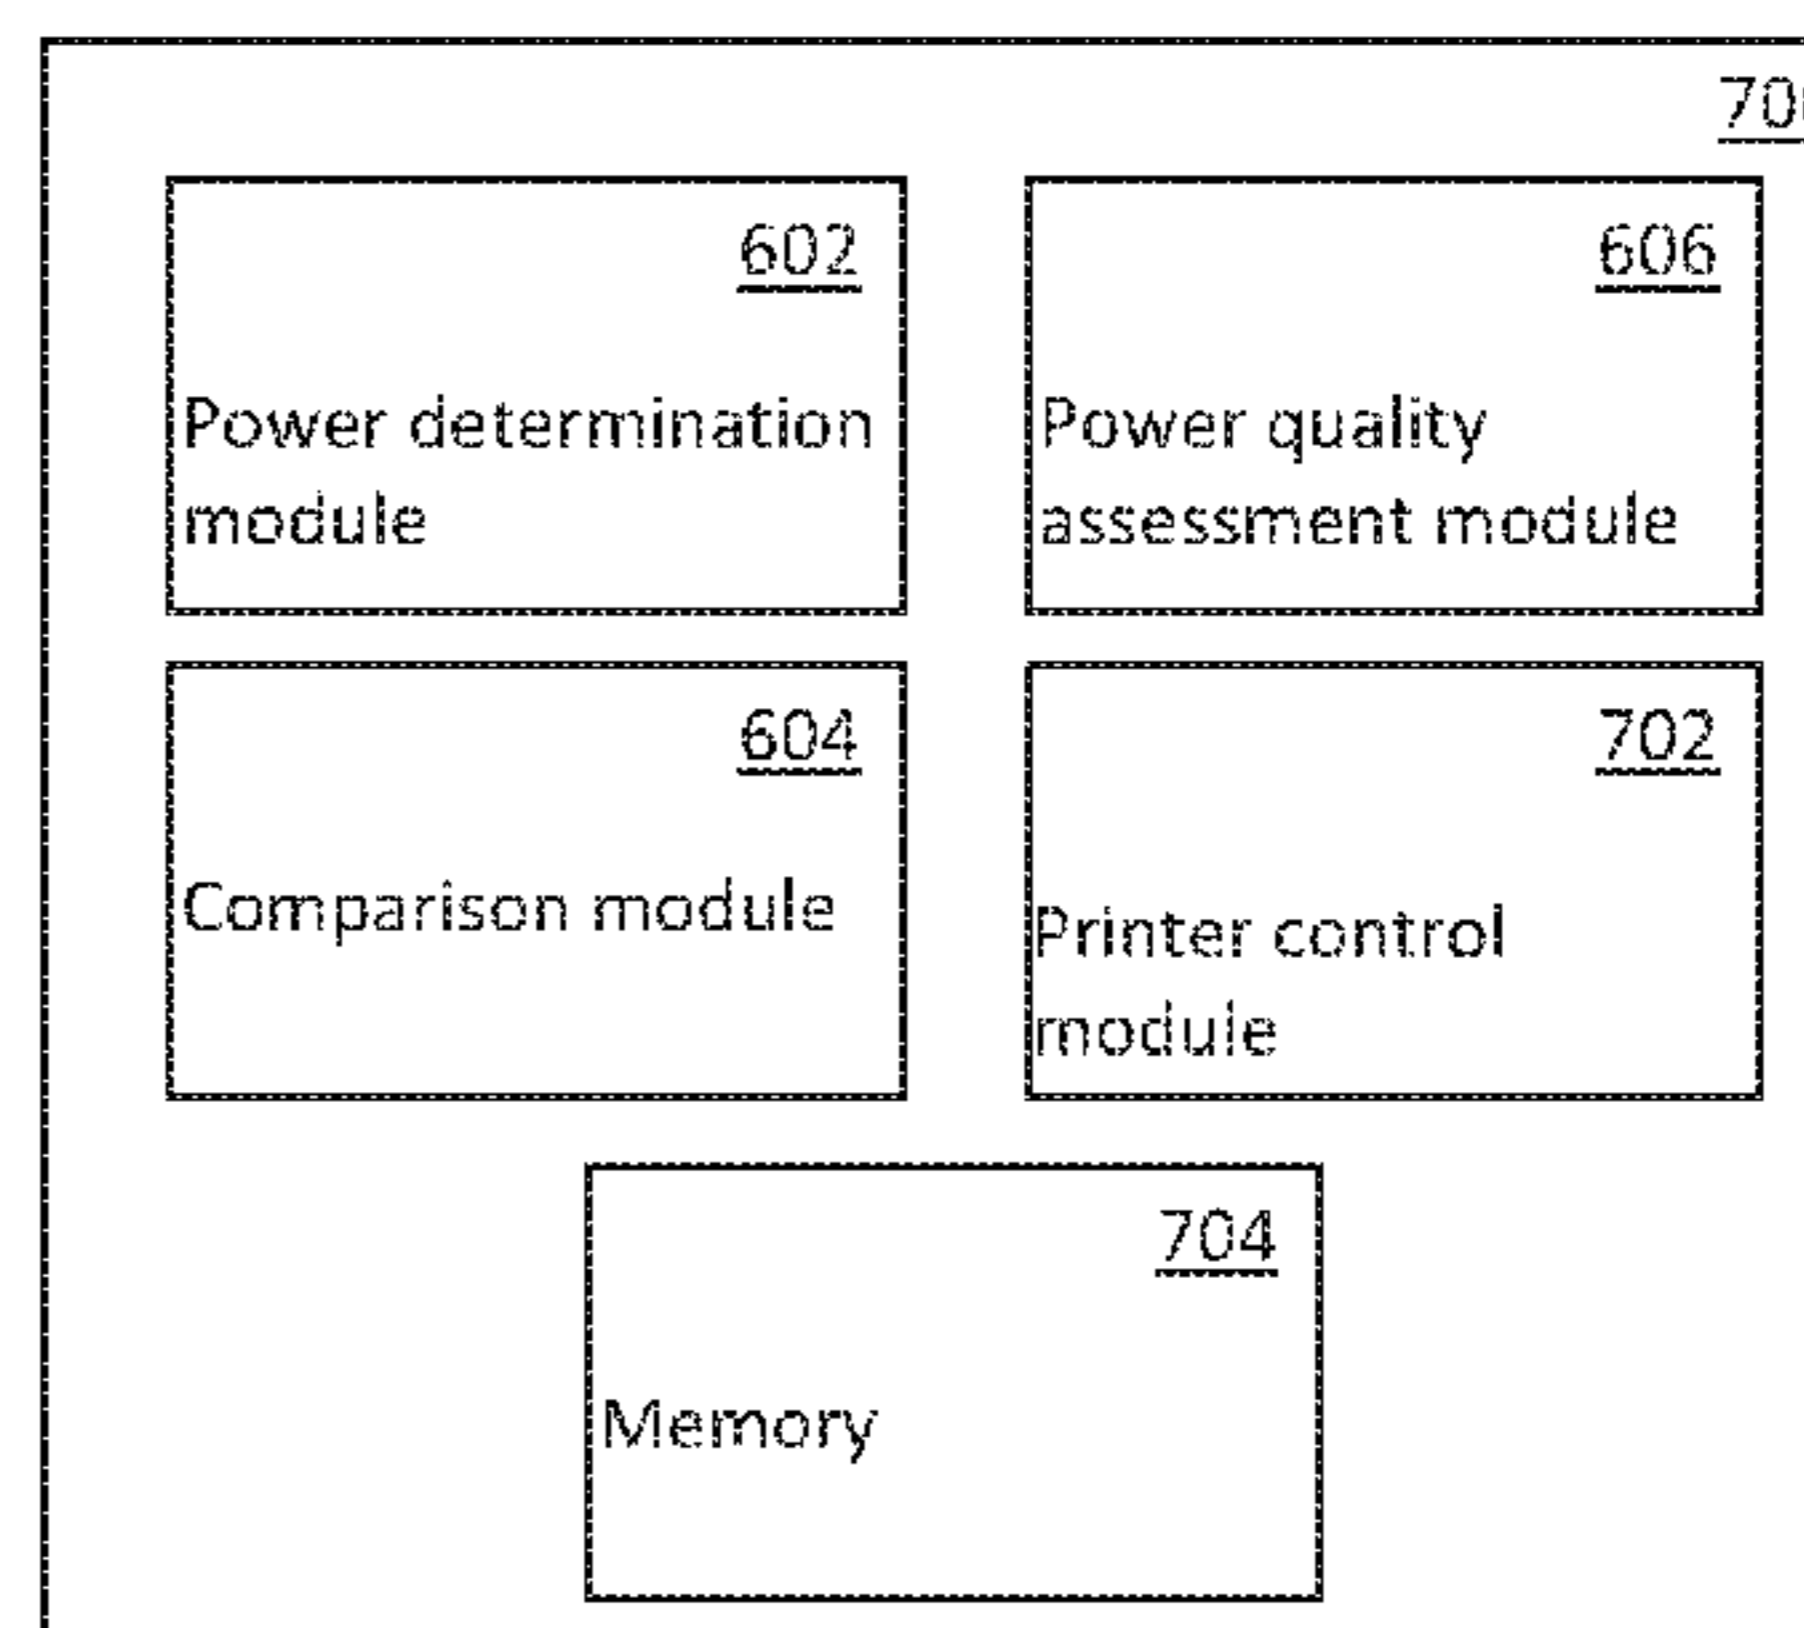 602
Power determination
module
606
Power quality
assessment module
604
Comparison module
702
Printer control
module
704
Memory